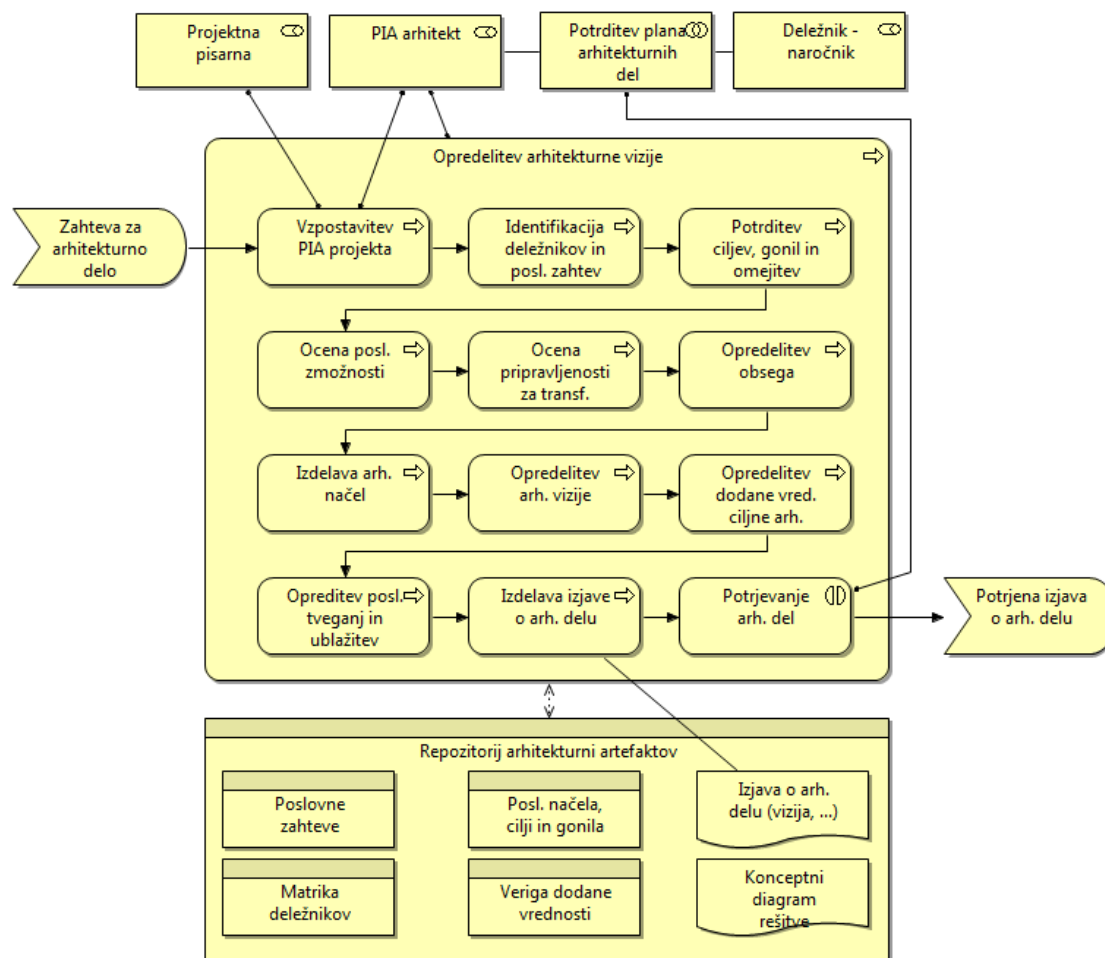 Projektna
pisarna
PIA arhitekt
Potrditev plana
arhitekturnih
del
Deležnik -
naročnik
Opredelitev arhitekturne vizije
Zahteva za
arhitekturno
delo
Vzpostavitev
PIA projekta
Identifikacija
deležnikov in
posl. zahtev
Potrditev
ciljev, gonil in
omejitev
Ocena posl.
zmožnosti
Ocena
pripravljenosti
za transf.
Opredelitev
obsega
Izdelava arh.
načel
Opredelitev
arh. vizije
Opredelitev
dodane vred.
ciljne arh.
Opreditev posl.
tveganj in
ublažitev
Izdelava izjave
o arh. delu
Potrjevanje
arh. del
Potrjena izjava
o arh. delu
Repozitorij arhitekturni artefaktov
Poslovne
zahteve
Posl. načela,
cilji in gonila
Izjava o arh.
delu (vizija, ...)
Matrika
deležnikov
Veriga dodane
vrednosti
Konceptni
diagram
rešitve